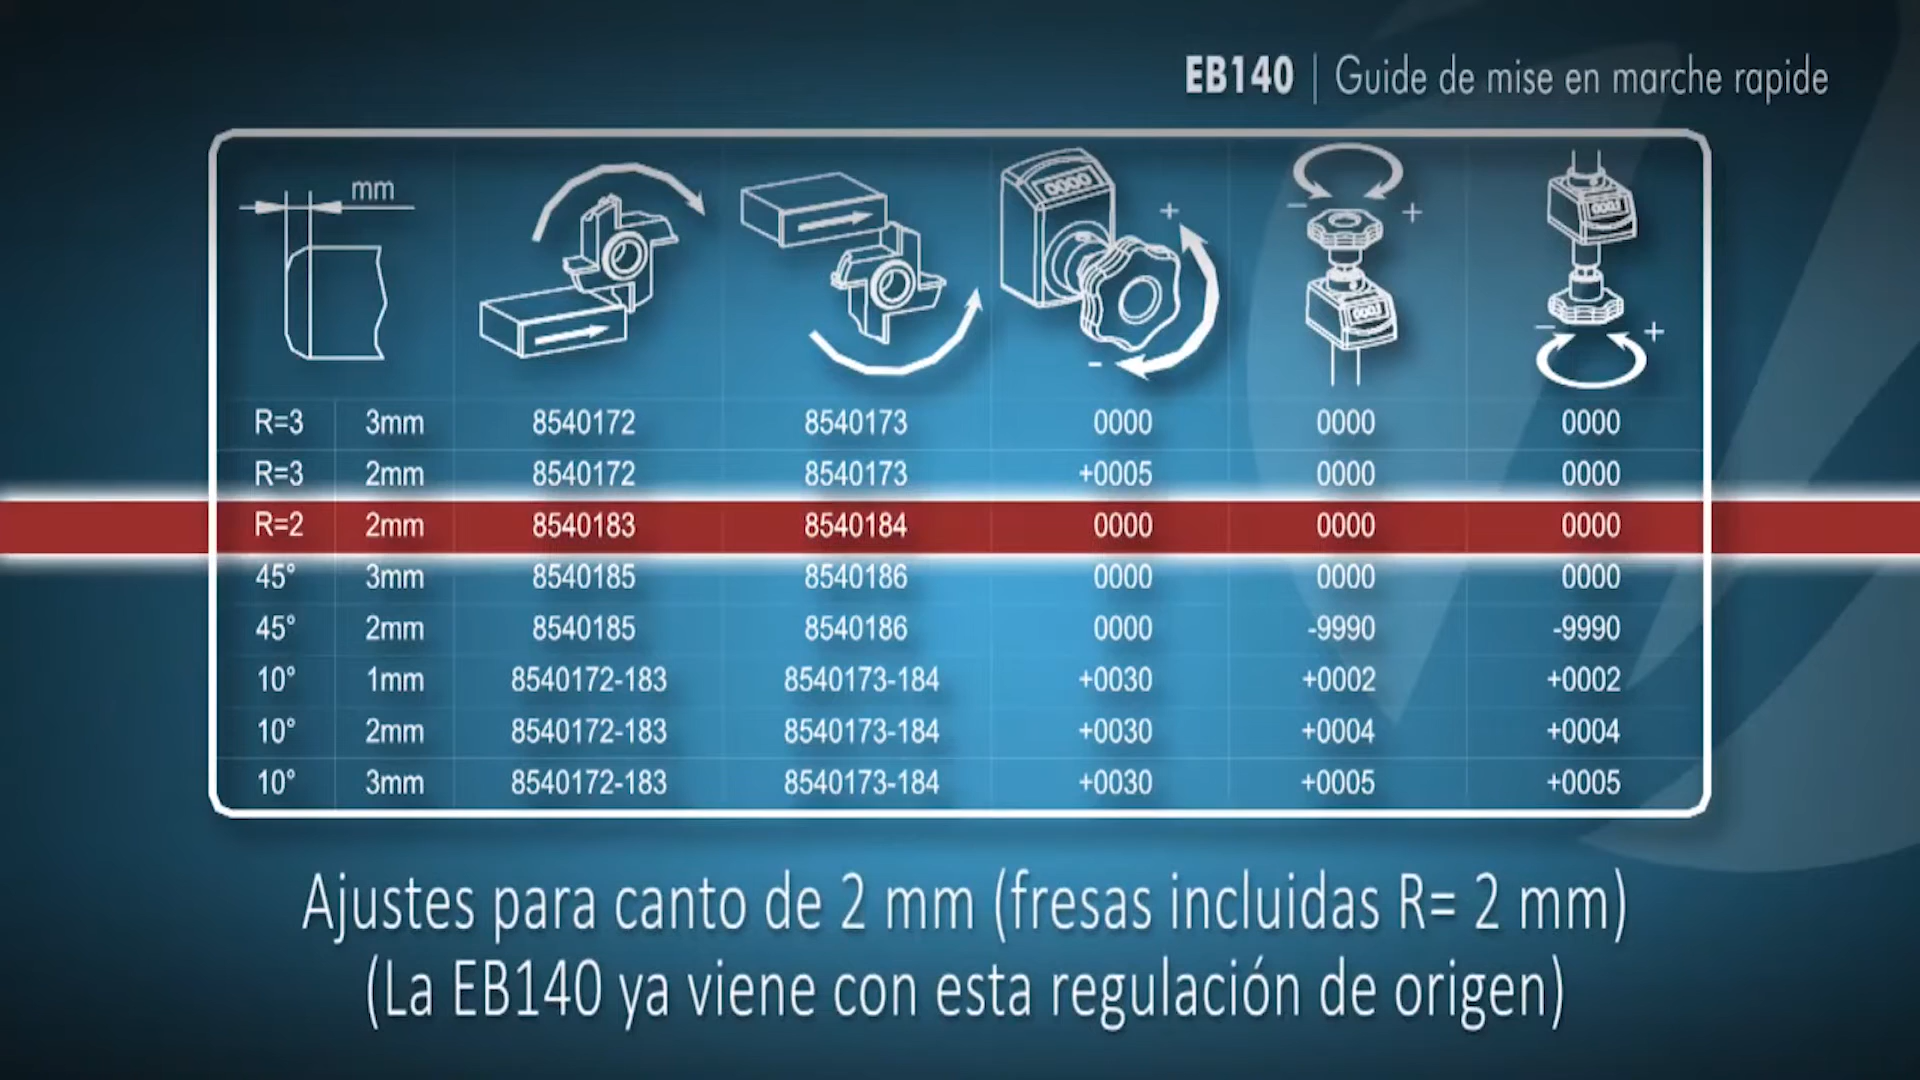 EB140 | Guide de mise en marche rapide
mm
0000 + - + - + 000 - + 000
R=3 3mm 8540172 8540173 0000 0000 0000
R=3 2mm 8540172 8540173 +0005 0000 0000
R=2 2mm 8540183 8540184 0000 0000 0000
45° 3mm 8540185 8540186 0000 0000 0000
45° 2mm 8540185 8540186 0000 -9990 -9990
10° 1mm 8540172-183 8540173-184 +0030 +0002 +0002
10° 2mm 8540172-183 8540173-184 +0030 +0004 +0004
10° 3mm 8540172-183 8540173-184 +0030 +0005 +0005
Ajustes para canto de 2 mm (fresas incluidas R= 2 mm)
(La EB140 ya viene con esta regulación de origen)